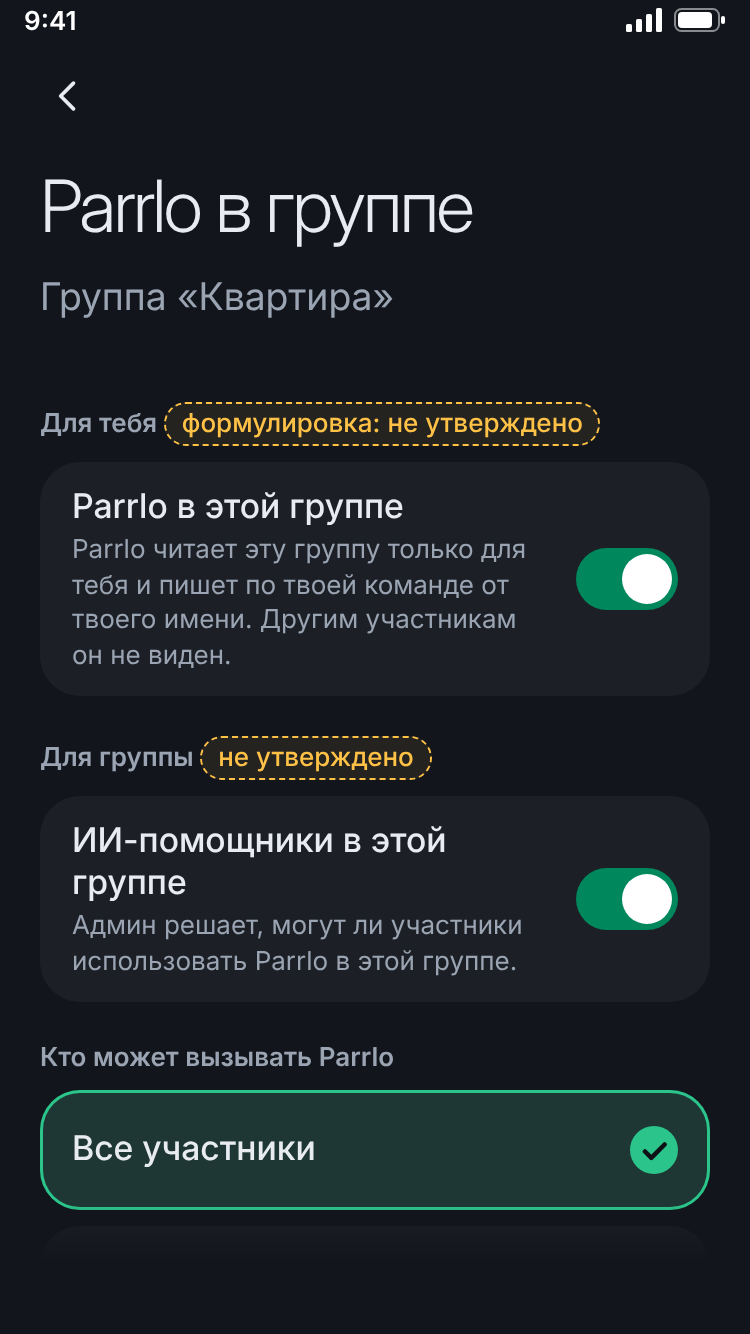 9:41
Parrlo в группе
Группа «Квартира»
Для тебя формулировка: не утверждено
Parrlo в этой группе
Parrlo читает эту группу только для
тебя и пишет по твоей команде от
твоего имени. Другим участникам
он не виден.
Для группы не утверждено
ИИ-помощники в этой
группе
Админ решает, могут ли участники
использовать Parrlo в этой группе.
Кто может вызывать Parrlo
Все участники